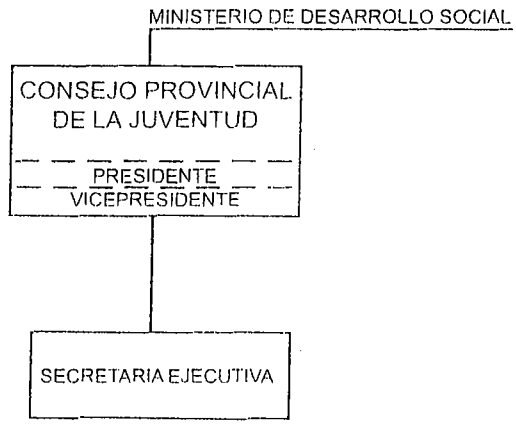 MINISTERIO DE DESARROLLO SOCIAL
CONSEJO PROVINCIAL
DE LA JUVENTUD
PRESIDENTE
VICEPRESIDENTE
SECRETARIA EJECUTIVA